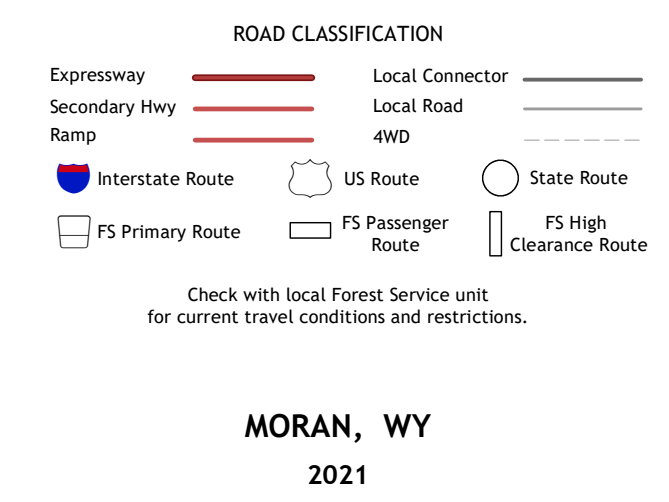 ROAD CLASSIFICATION
Expressway
Local Connector
Secondary Hwy
Local Road
Ramp
4WD
Interstate Route
US Route
State Route
FS Primary Route
FS Passenger
Route
FS High
Clearance Route
Check with local Forest Service unit
for current travel conditions and restrictions.
MORAN, WY
2021